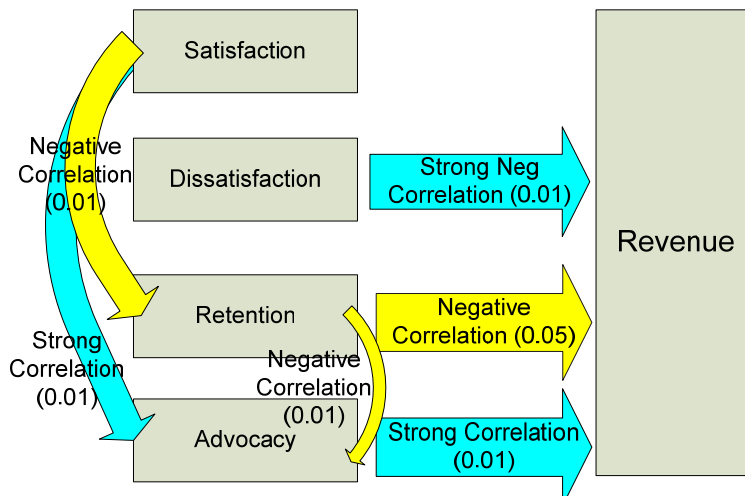 Satisfaction
Negative
Correlation
(0.01)
Dissatisfaction
Strong Neg
Correlation (0.01)
Revenue
Retention
Negative
Correlation (0.05)
Strong
Correlation
(0.01)
Negative
Correlation
(0.01)
Advocacy
Strong Correlation
(0.01)